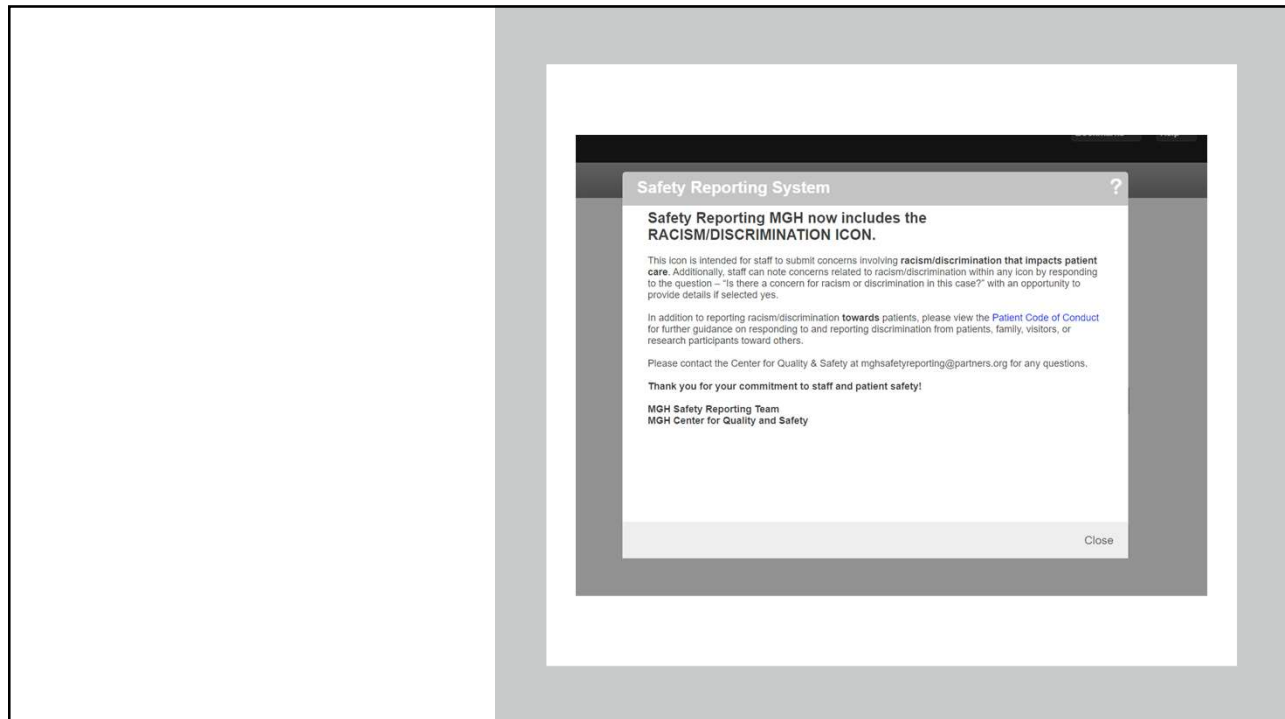 Safety Reporting System
?
Safety Reporting MGH now includes the
RACISM/DISCRIMINATION ICON.
This icon is intended for staff to submit concerns involving racism/discrimination that impacts patient
care. Additionally, staff can note concerns related to racism/discrimination within any icon by responding
to the question – "Is there a concern for racism or discrimination in this case?" with an opportunity to
provide details if selected yes.
In addition to reporting racism/discrimination towards patients, please view the Patient Code of Conduct
for further guidance on responding to and reporting discrimination from patients, family, visitors, or
research participants toward others.
Please contact the Center for Quality & Safety at mghsafetyreporting@partners.org for any questions.
Thank you for your commitment to staff and patient safety!
MGH Safety Reporting Team
MGH Center for Quality and Safety
Close